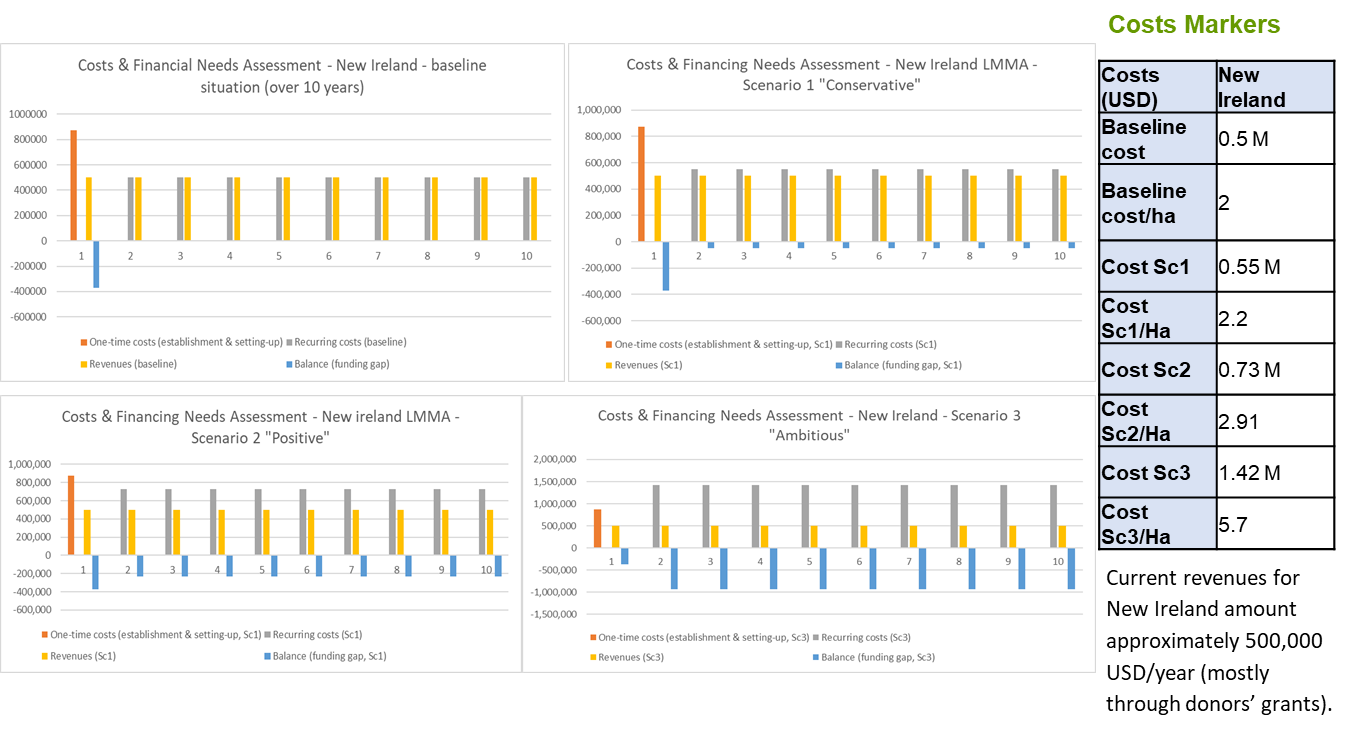 Costs Markers
Costs & Financial Needs Assessment - New Ireland - baseline
situation (over 10 years)
1000000
800000
600000
400000
200000
0
-200000
-400000
-600000
1 2 3 4 5 6 7 8 9 10
One-time costs (establishment & setting-up) Recurring costs (baseline)
Revenues (baseline) Balance (funding gap)
Costs & Financing Needs Assessment - New Ireland LMMA -
Scenario 1 "Conservative"
1,000,000
800,000
600,000
400,000
200,000
0
-200,000
-400,000
-600,000
1 2 3 4 5 6 7 8 9 10
One-time costs (establishment & setting-up, Sc1) Recurring costs (Sc1)
Revenues (Sc1) Balance (funding gap, Sc1)
Costs & Financing Needs Assessment - New ireland LMMA -
Scenario 2 "Positive"
1,000,000
800,000
600,000
400,000
200,000
0
-200,000
-400,000
-600,000
1 2 3 4 5 6 7 8 9 10
One-time costs (establishment & setting-up, Sc1) Recurring costs (Sc1)
Revenues (Sc1) Balance (funding gap, Sc1)
Costs & Financing Needs Assessment - New Ireland - Scenario 3
"Ambitious"
2,000,000
1,500,000
1,000,000
500,000
0
-500,000
-1,000,000
-1,500,000
1 2 3 4 5 6 7 8 9 10
One-time costs (establishment & setting-up, Sc3) Recurring costs (Sc3)
Revenues (Sc3) Balance (funding gap, Sc3)
Costs New
(USD) Ireland
Baseline
cost 0.5 M
Baseline
cost/ha 2
Cost Sc1 0.55 M
Cost
Sc1/Ha 2.2
Cost Sc2 0.73 M
Cost
Sc2/Ha 2.91
Cost Sc3 1.42 M
Cost
Sc3/Ha 5.7
Current revenues for
New Ireland amount
approximately 500,000
USD/year (mostly
through donors’ grants).